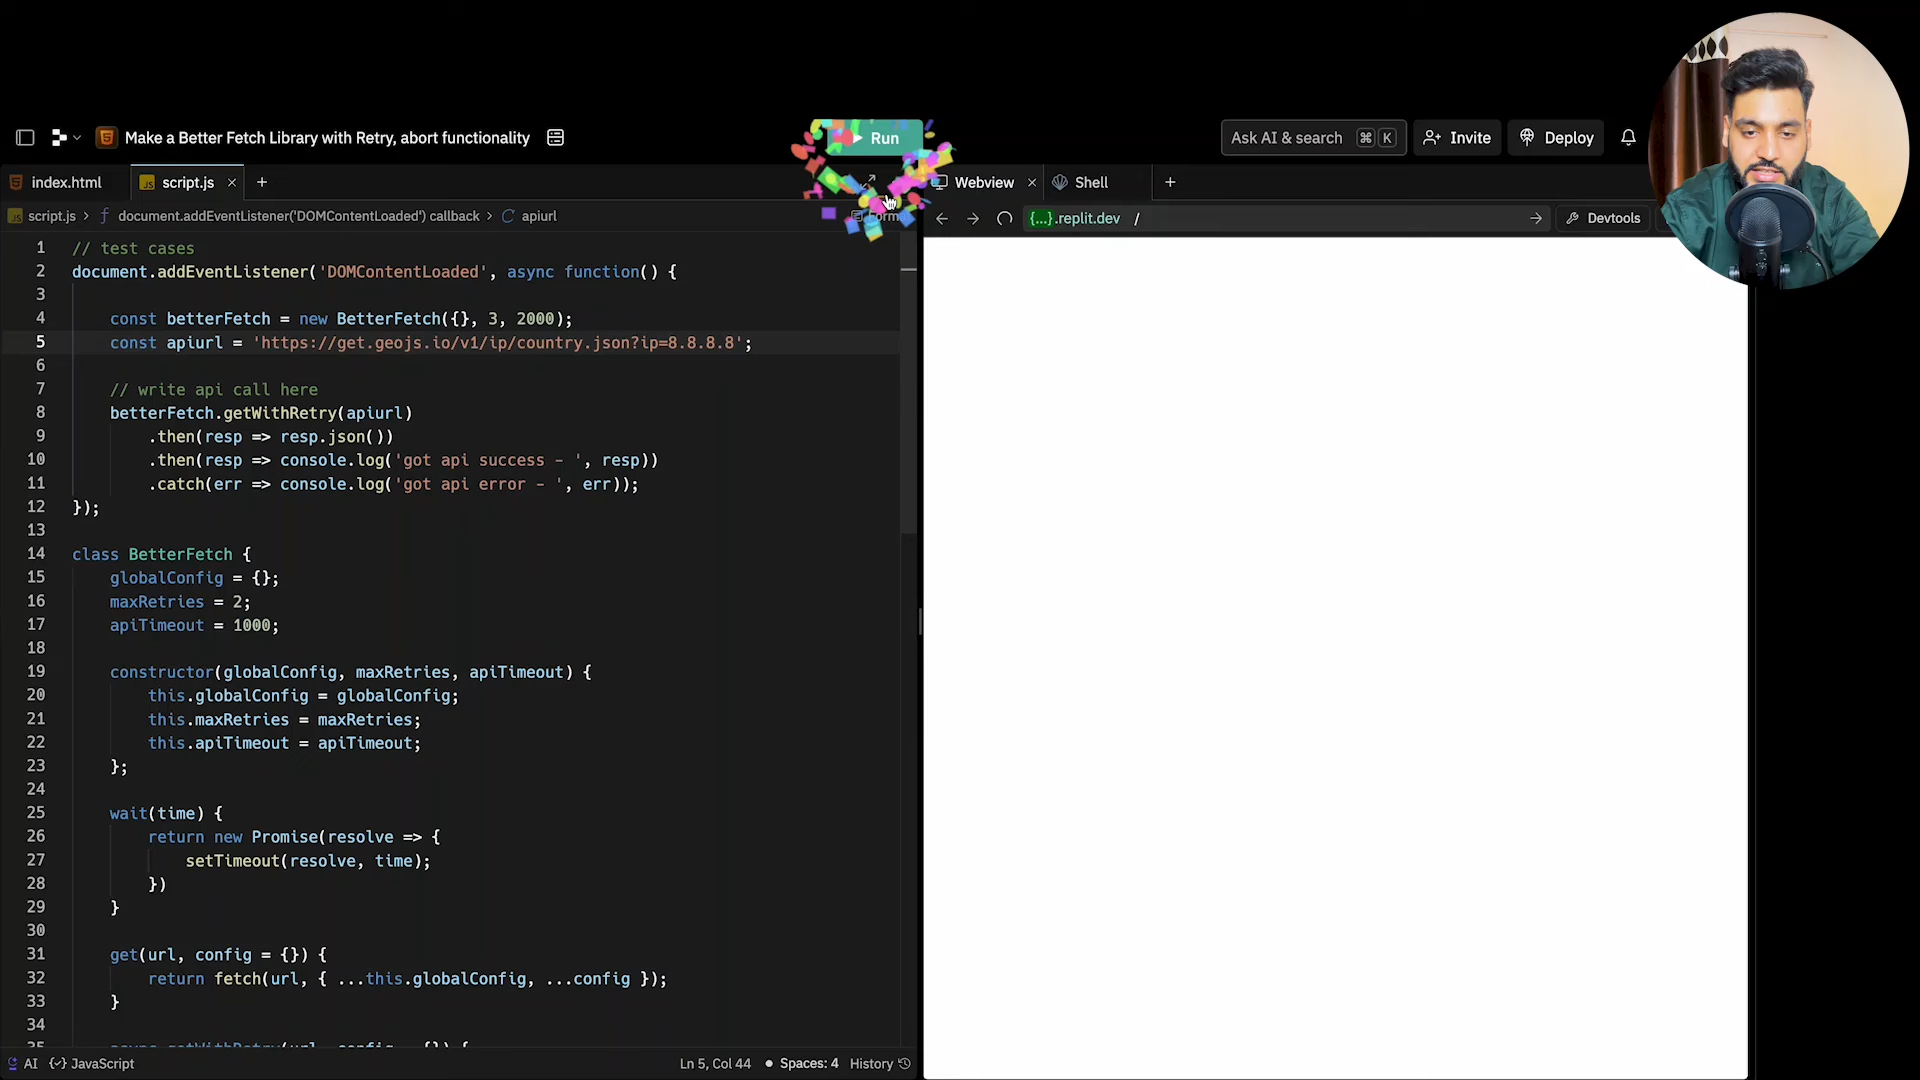 Make a Better Fetch Library with Retry, abort functionality
Run
Ask AI & search ⌘ K
Invite
Deploy
index.html
script.js
Webview
Shell
script.js > document.addEventListener('DOMContentLoaded') callback > apiurl
{...}.replit.dev /
Devtools
1 // test cases
2 document.addEventListener('DOMContentLoaded', async function() {
3
4 const betterFetch = new BetterFetch({}, 3, 2000);
5 const apiurl = 'https://get.geojs.io/v1/ip/country.json?ip=8.8.8.8';
6
7 // write api call here
8 betterFetch.getWithRetry(apiurl)
9 .then(resp => resp.json())
10 .then(resp => console.log('got api success - ', resp))
11 .catch(err => console.log('got api error - ', err));
12 });
13
14 class BetterFetch {
15 globalConfig = {};
16 maxRetries = 2;
17 apiTimeout = 1000;
18
19 constructor(globalConfig, maxRetries, apiTimeout) {
20 this.globalConfig = globalConfig;
21 this.maxRetries = maxRetries;
22 this.apiTimeout = apiTimeout;
23 };
24
25 wait(time) {
26 return new Promise(resolve => {
27 setTimeout(resolve, time);
28 })
29 }
30
31 get(url, config = {}) {
32 return fetch(url, { ...this.globalConfig, ...config });
33 }
34
35 async getWithRetry(url, config = {}) {
AI
JavaScript
Ln 5, Col 44
Spaces: 4
History